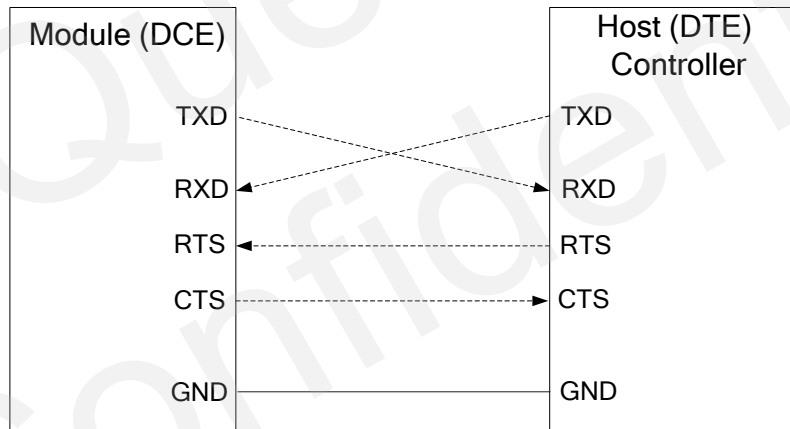 Module (DCE)
Host (DTE)
Controller
TXD
TXD
RXD
RXD
RTS
RTS
CTS
CTS
GND
GND